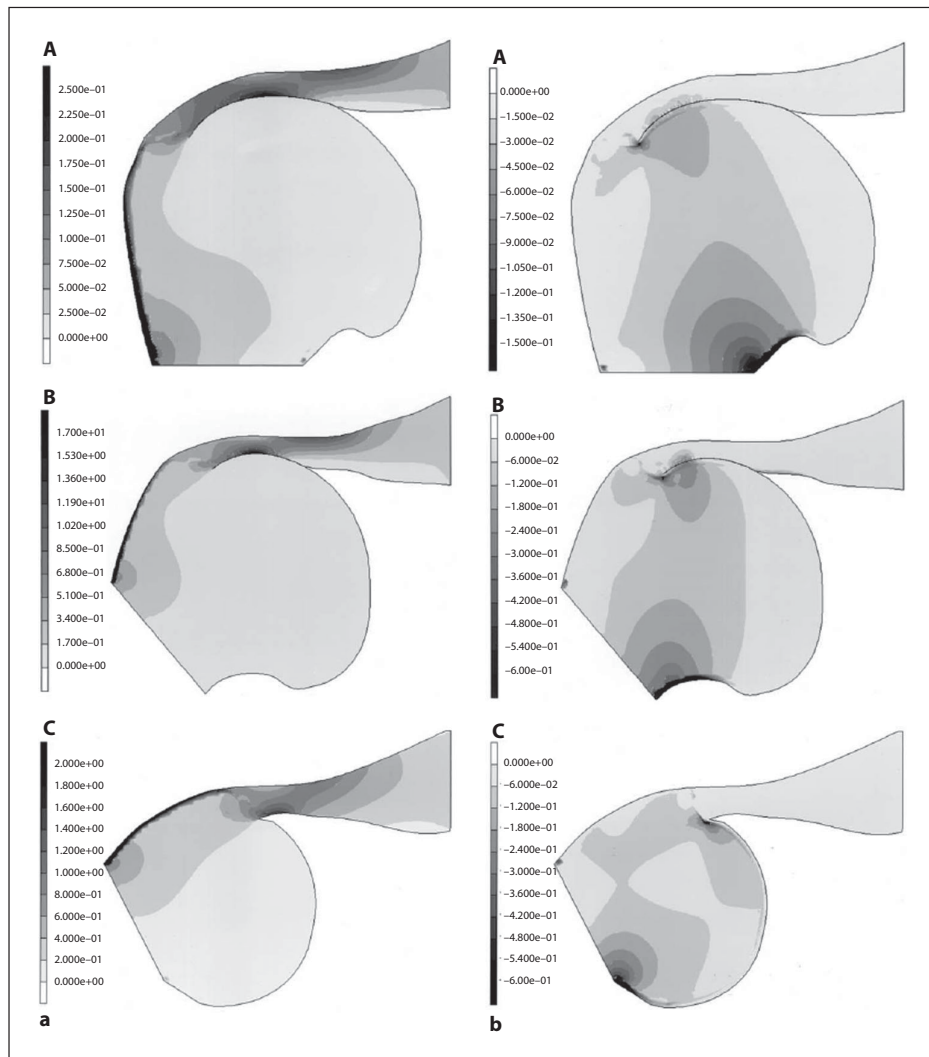 A
2.500e–01
2.000e–01
1.750e–01
1.500e–01
1.250e–01
1.000e–01
7.500e–02
5.000e–02
2.500e–02
0.000e+00
A
0.000e+00
–1.500e–02
–3.000e–02
–4.500e–02
–6.000e–02
–7.500e–02
–9.000e–02
–1.050e–01
–1.200e–01
–1.350e–01
–1.500e–01
B
1.700e+01
1.530e+00
1.360e+00
1.190e+01
1.020e+00
8.500e–01
6.800e–01
5.100e–01
3.400e–01
1.700e–01
0.000e+00
B
0.000e+00
–6.000e–02
–1.200e–01
–1.800e–01
–2.400e–01
–3.000e–01
–3.600e–01
–4.200e–01
–4.800e–01
–5.400e–01
–6.00e–01
C
2.000e+00
1.800e+00
1.600e+00
1.400e+00
1.200e+00
1.000e+00
8.000e–01
6.000e–01
4.000e–01
2.000e–01
0.000e+00
a
C
0.000e+00
–6.000e–02
–1.200e–01
–1.800e–01
–2.400e–01
–3.000e–01
–3.600e–01
–4.200e–01
–4.800e–01
–5.400e–01
–6.00e–01
b